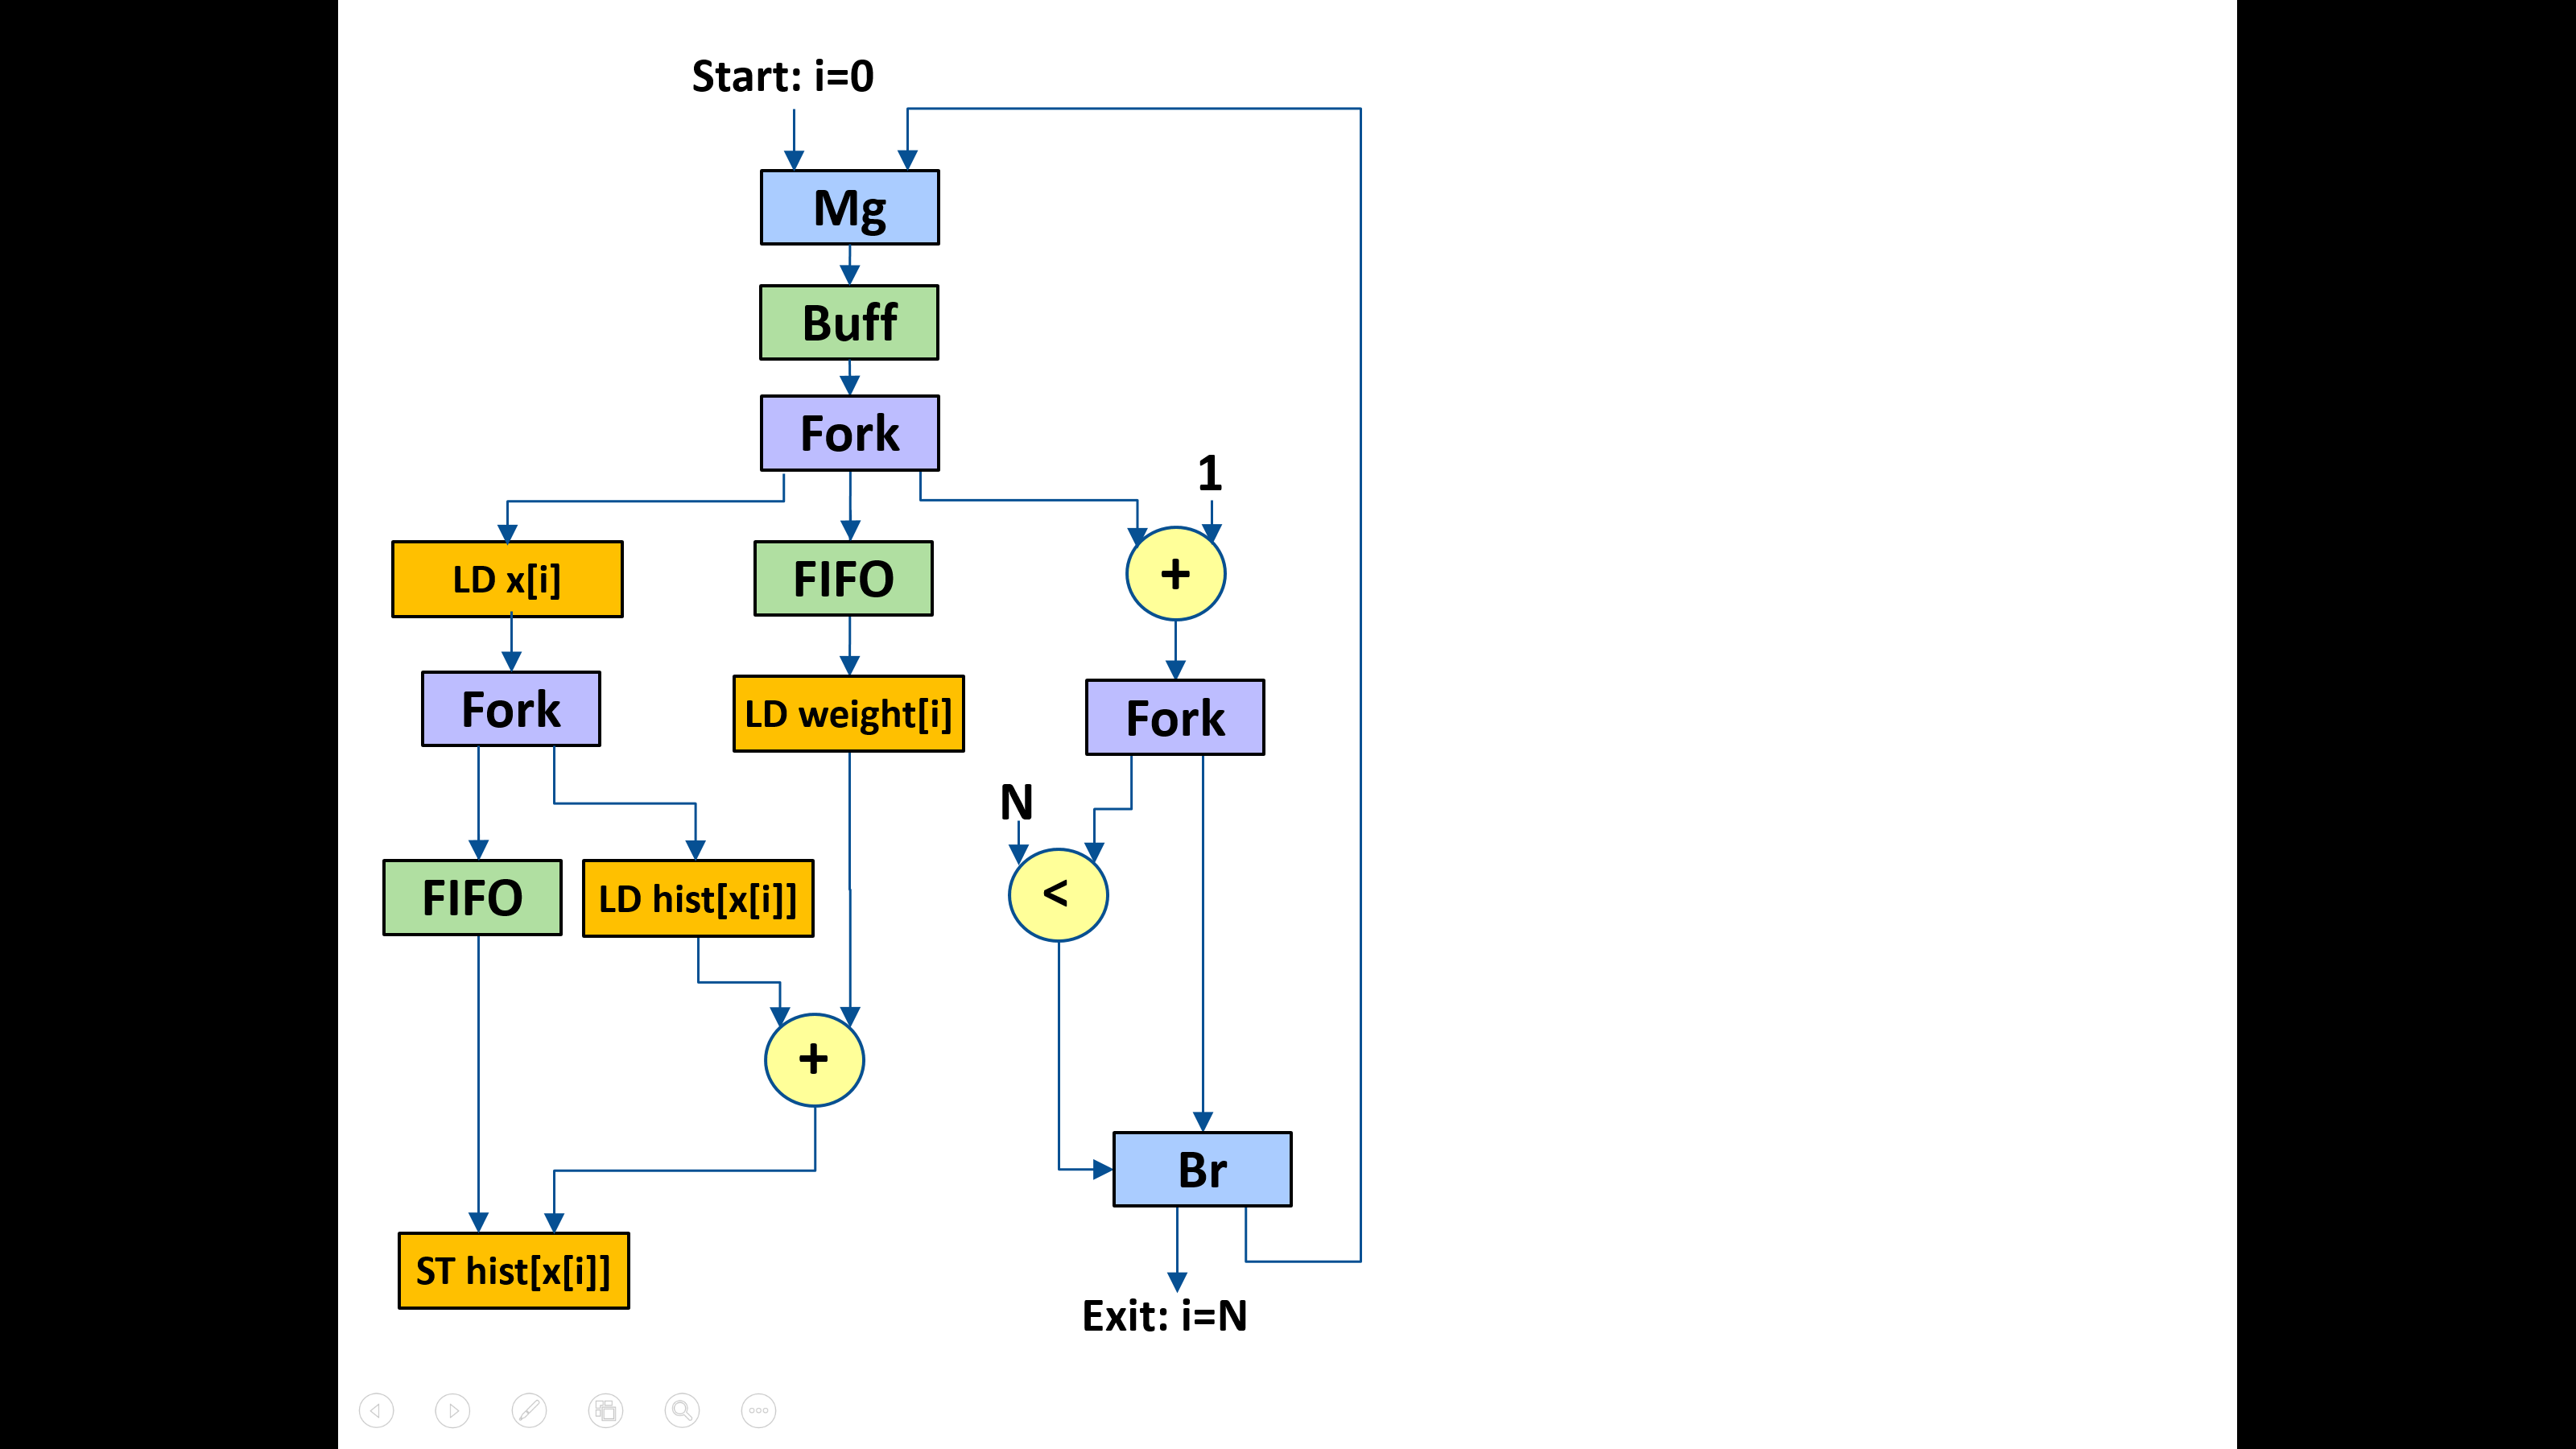 Start: i=0
Mg
Buff
Fork
1
LD x[i]
FIFO
+
Fork
LD weight[i]
Fork
N
FIFO
LD hist[x[i]]
<
+
Br
ST hist[x[i]]
Exit: i=N